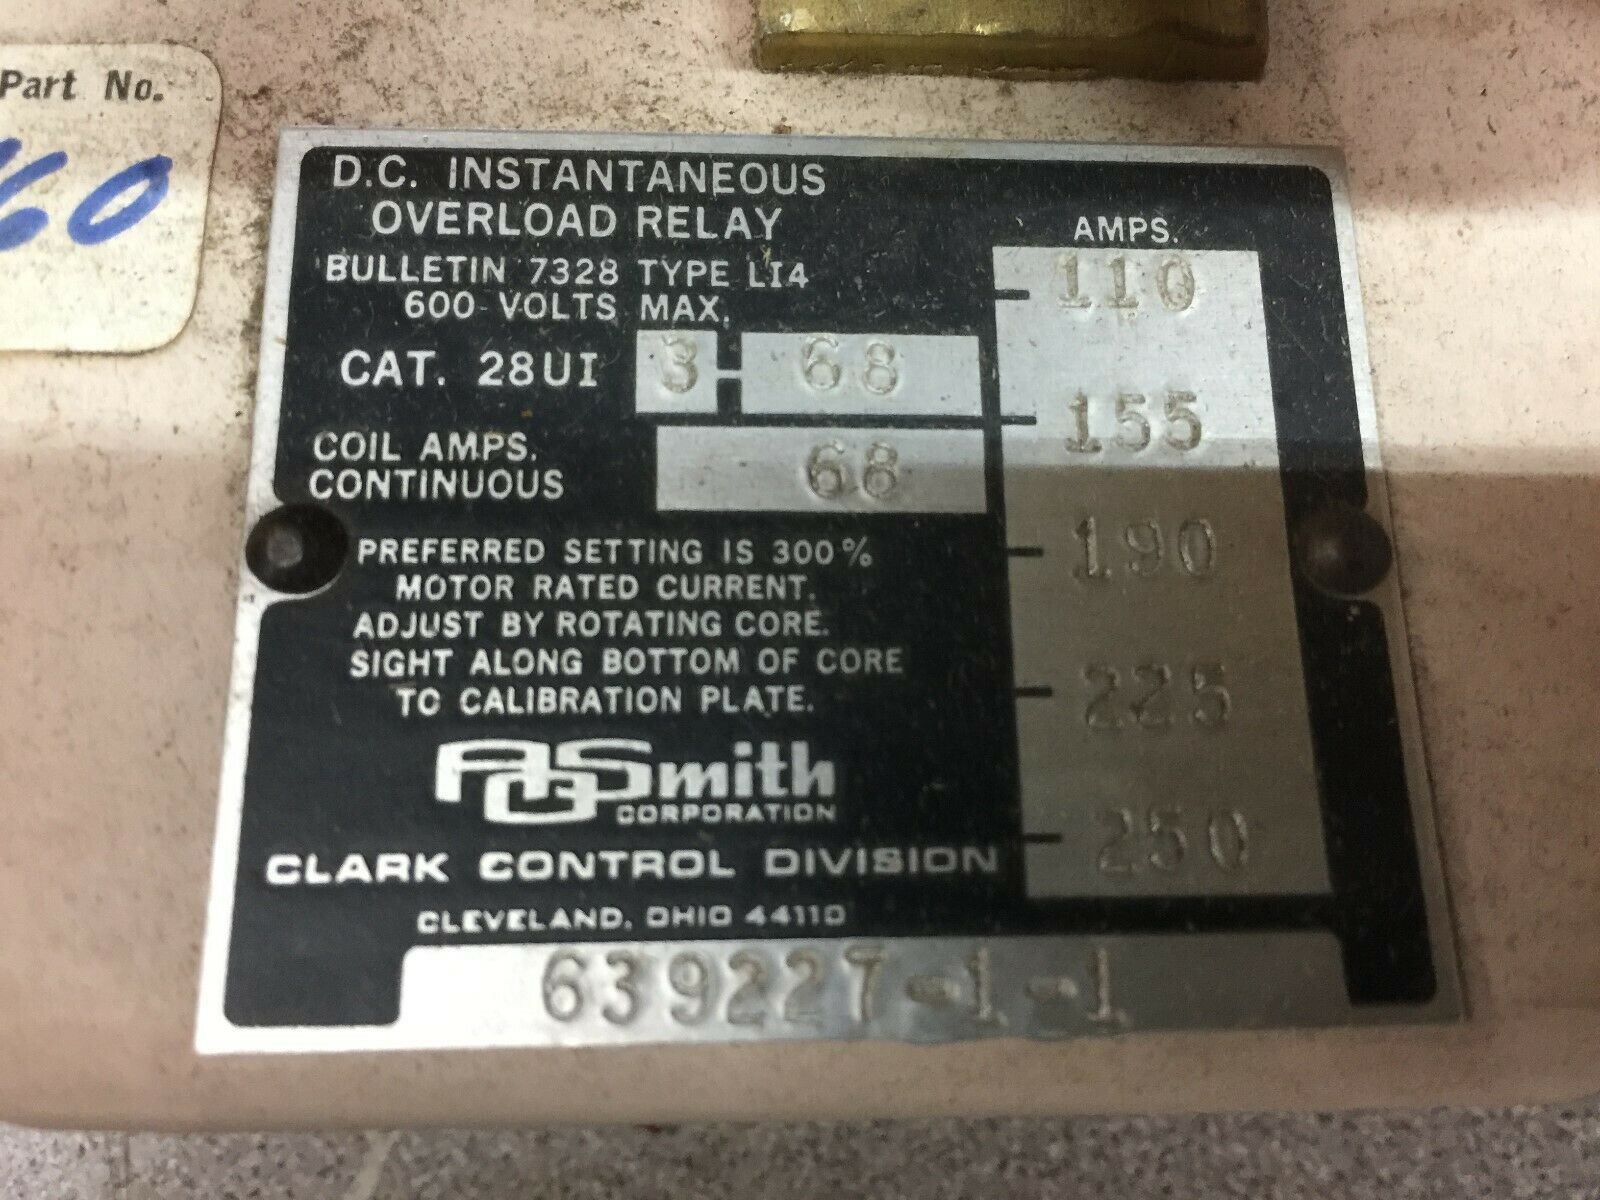 Part No.
60
D.C. INSTANTANEOUS
OVERLOAD RELAY
BULLETIN 7328 TYPE LI4
600 VOLTS MAX.
CAT. 28UI 3-68
COIL AMPS.
CONTINUOUS 68
PREFERRED SETTING IS 300%
MOTOR RATED CURRENT.
ADJUST BY ROTATING CORE.
SIGHT ALONG BOTTOM OF CORE
TO CALIBRATION PLATE.
AOSmith
CORPORATION
CLARK CONTROL DIVISION
CLEVELAND, OHIO 44110
AMPS.
110
155
190
225
250
639227-1-1